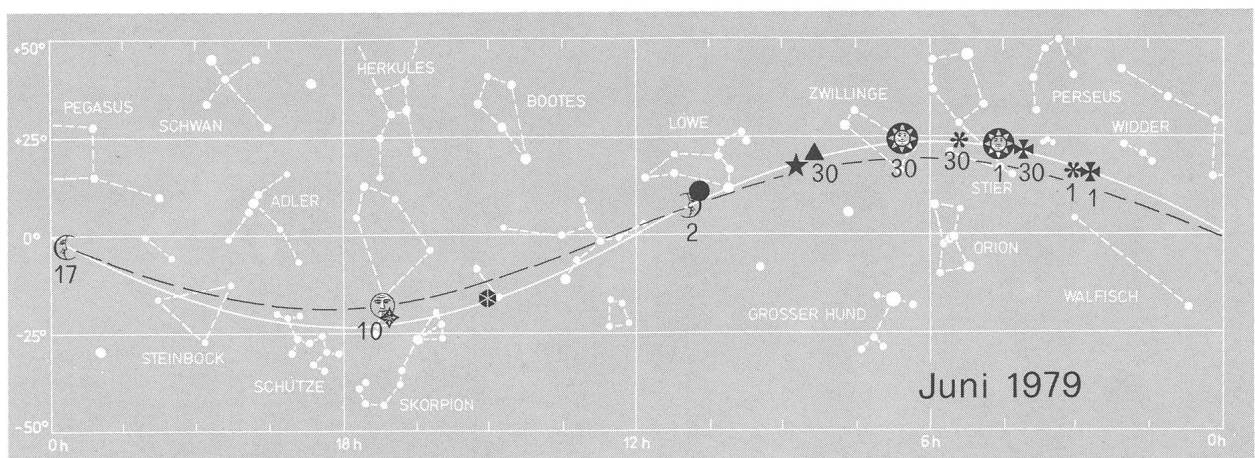 +50°
HERKULES
PEGASUS
SCHWAN
BOOTES
ZWILLINGE
PERSEUS
LÖWE
WIDDER
+25°
30
30
30
1
30
STIER
1
1
ADLER
2
0°
17
ORION
10
WALFISCH
GROSSER HUND
-25°
STEINBOCK
SCHÜTZE
SKORPION
Juni 1979
-50°
0h
18h
12h
6h
0h